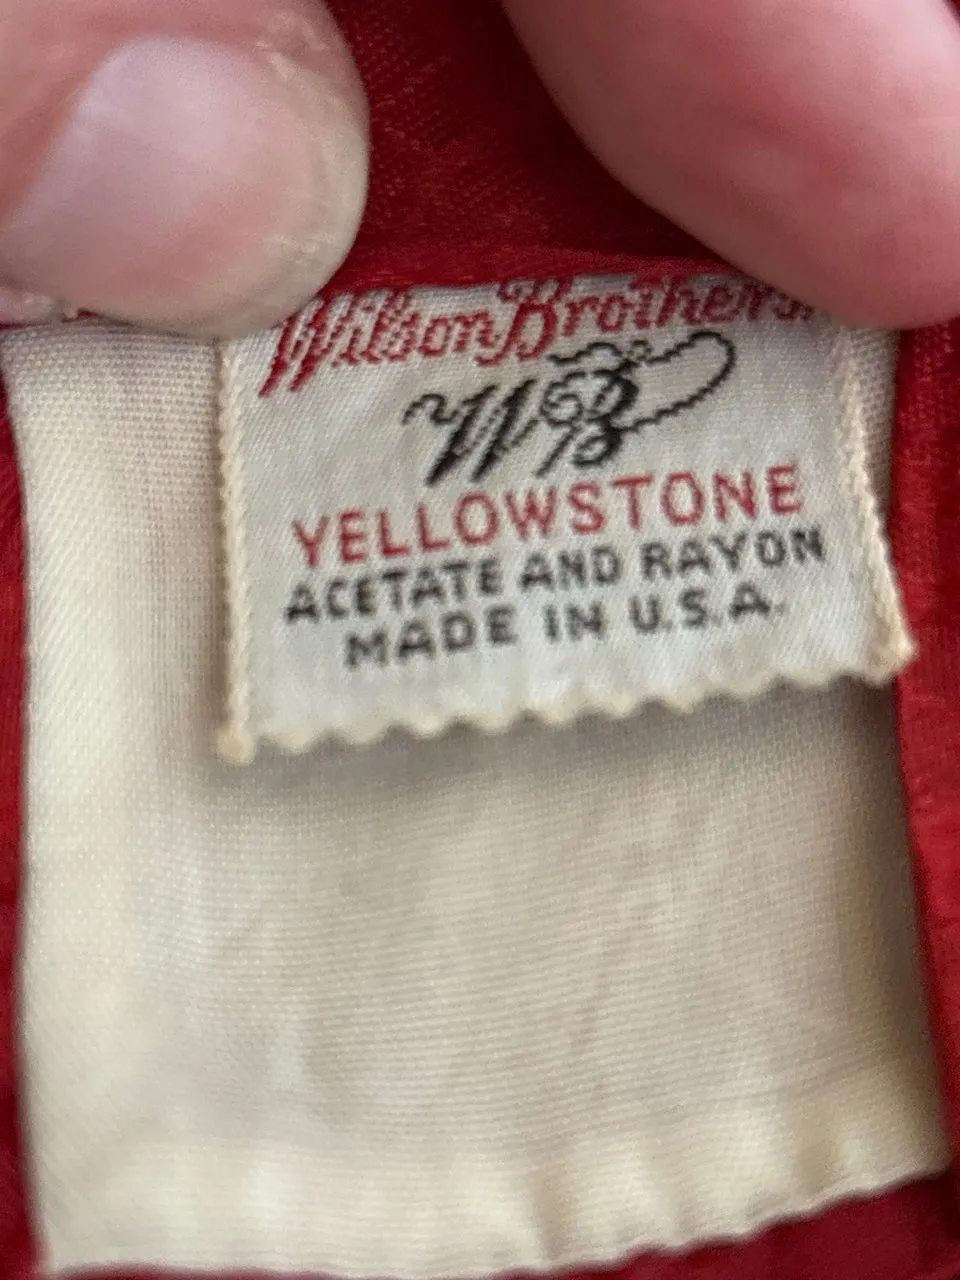 Wilson Brothers
WB
YELLOWSTONE
ACETATE AND RAYON
MADE IN U.S.A.